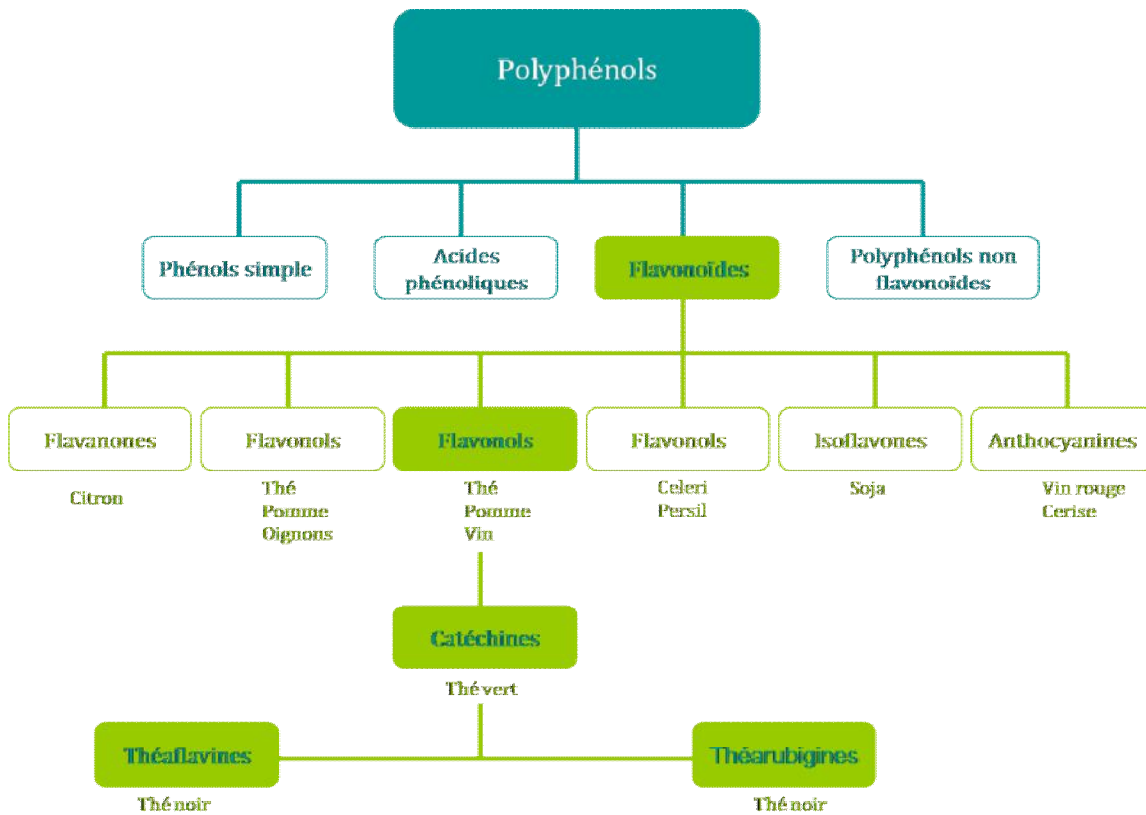 Polyphénols
Phénols simple
Acides
phénoliques
Flavonoïdes
Polyphénols non
flavonoïdes
Flavanones
Flavonols
Flavonols
Flavonols
Isoflavones
Anthocyanines
Citron
Thé
Pomme
Oignons
Thé
Pomme
Vin
Celeri
Persil
Soja
Vin rouge
Cerise
Catéchines
Thé vert
Théaflavines
Théarubigines
Thé noir
Thé noir